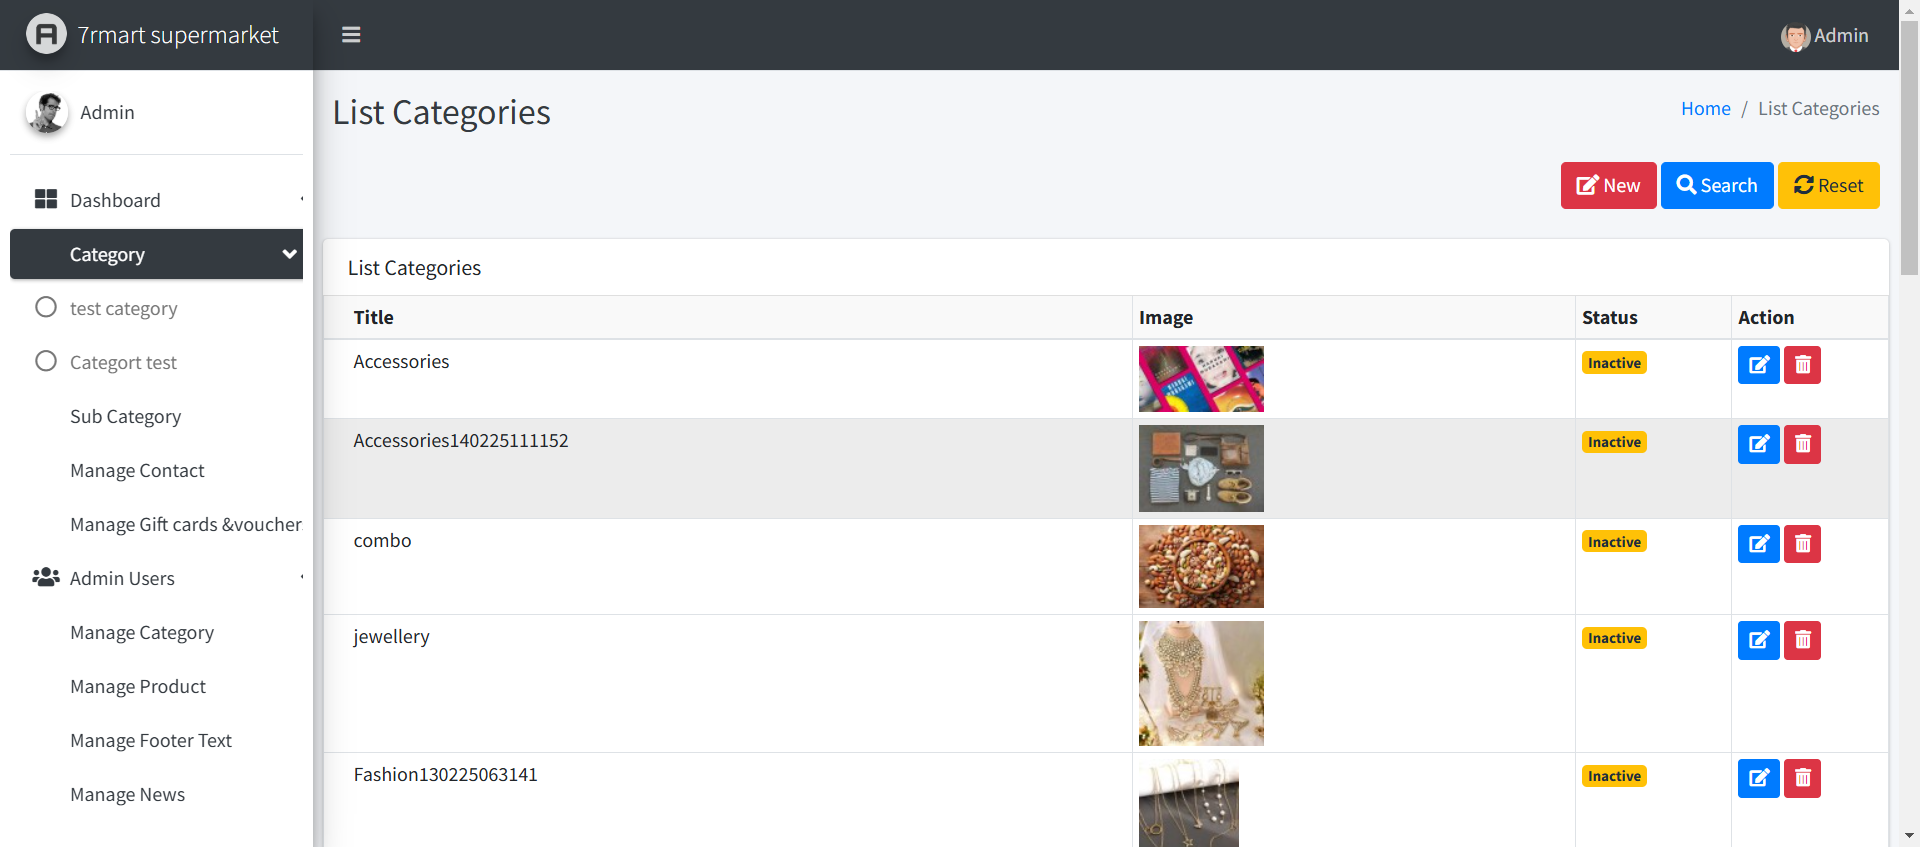 7rmart supermarket
Admin
Admin
List Categories
Home / List Categories
New
Search
Reset
Dashboard
Category
test category
Categort test
Sub Category
Manage Contact
Manage Gift cards &voucher
Admin Users
Manage Category
Manage Product
Manage Footer Text
Manage News
List Categories
Title Image Status Action
Accessories Inactive
Accessories140225111152 Inactive
combo Inactive
jewellery Inactive
Fashion130225063141 Inactive